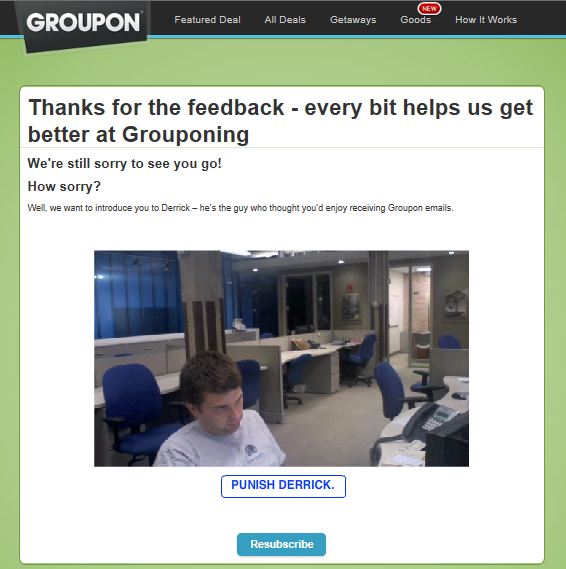 GROUPON
Featured Deal All Deals Getaways Goods NEW How It Works
Thanks for the feedback - every bit helps us get
better at Grouponing
We're still sorry to see you go!
How sorry?
Well, we want to introduce you to Derrick – he's the guy who thought you'd enjoy receiving Groupon emails.
PUNISH DERRICK.
Resubscribe